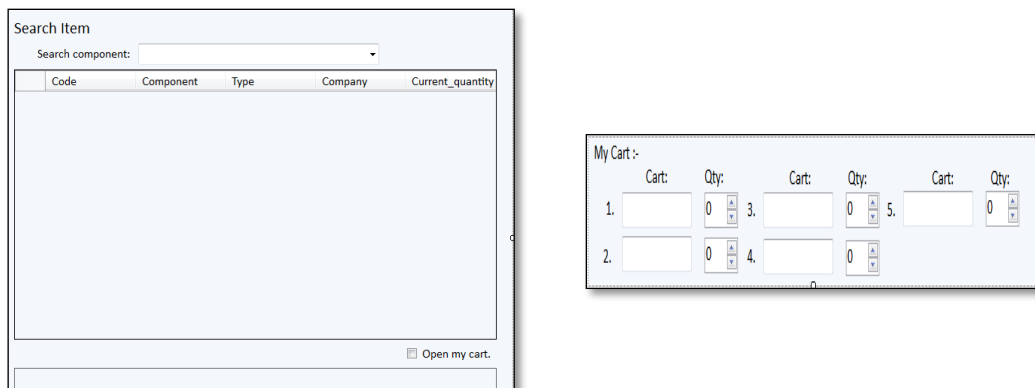 Search Item
Search component:
Code Component Type Company Current_quantity
Open my cart.
My Cart :-
Cart: Qty: Cart: Qty: Cart: Qty:
1. 0 3. 0 5. 0
2. 0 4. 0